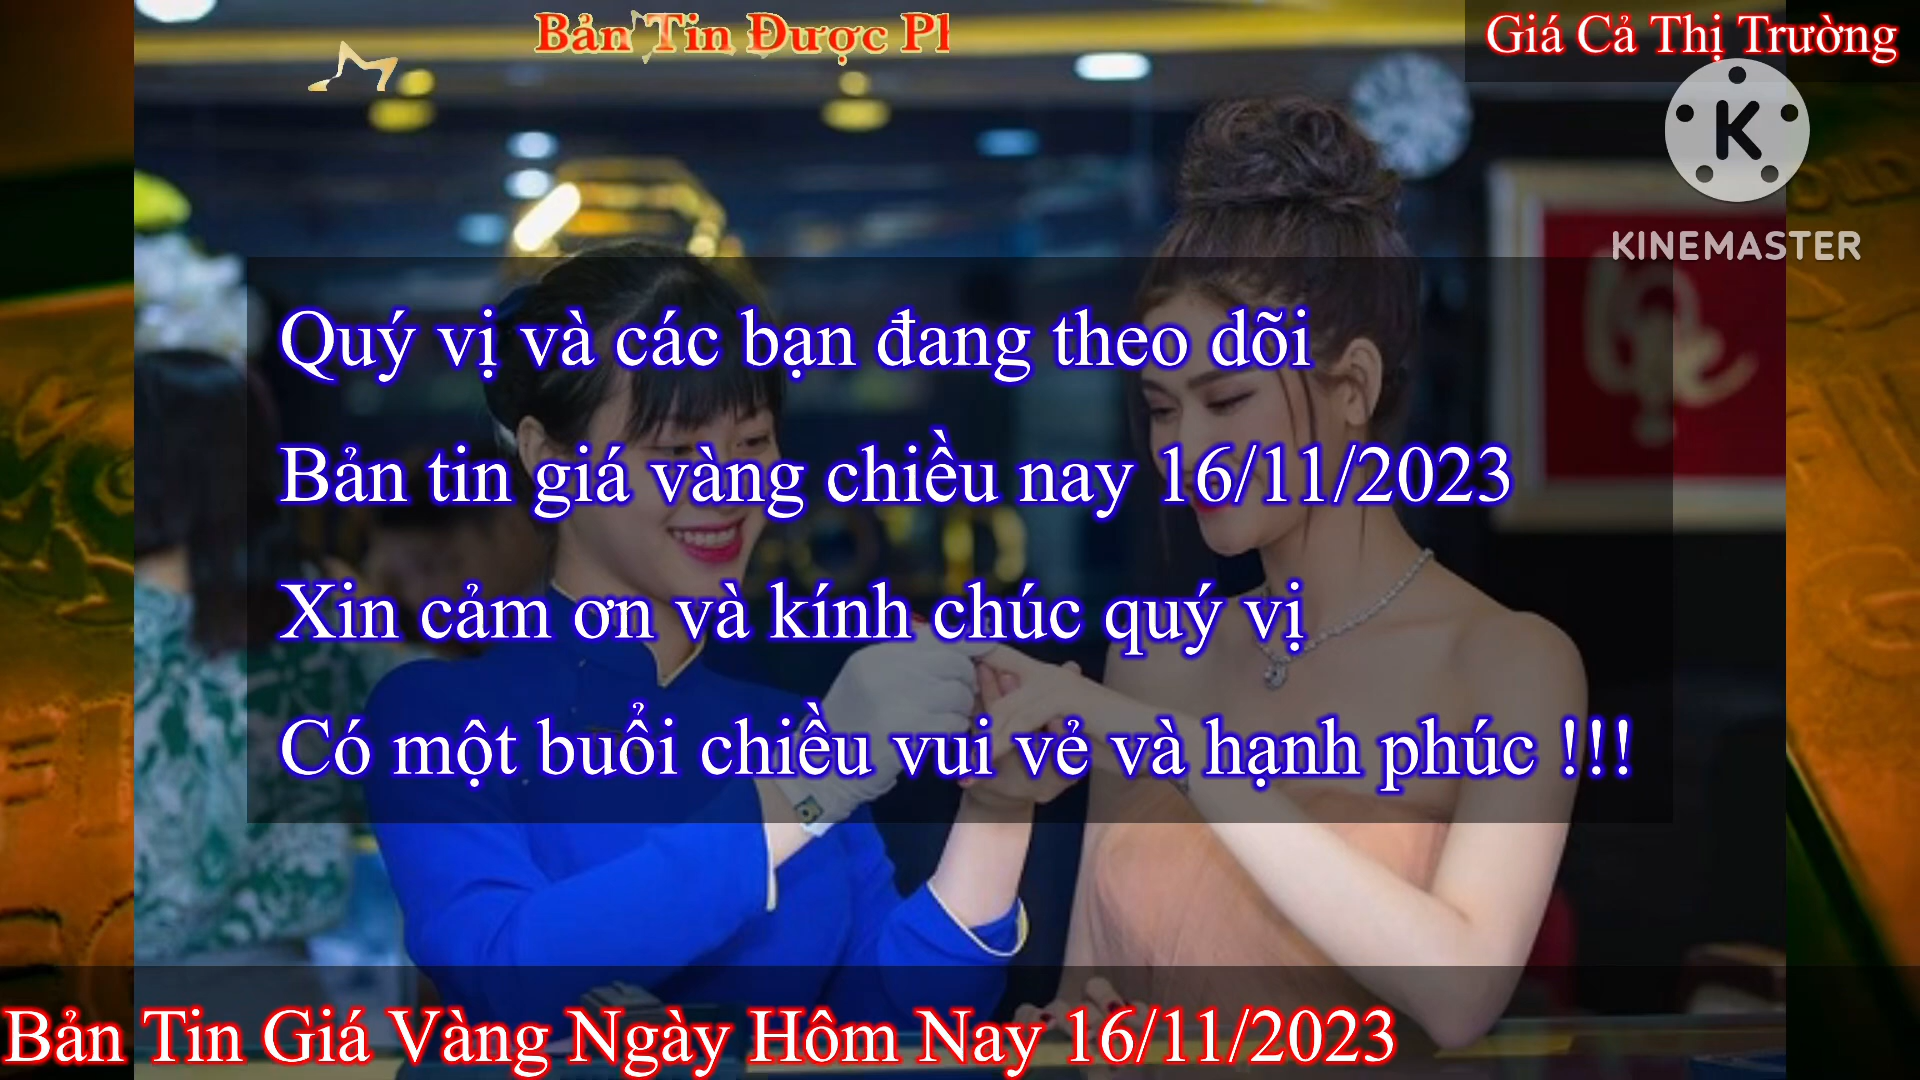 Bản Tin Được
Giá Cả Thị Trường
K
KINEMASTER
Quý vị và các bạn đang theo dõi
Bản tin giá vàng chiều nay 16/11/2023
Xin cảm ơn và kính chúc quý vị
Có một buổi chiều vui vẻ và hạnh phúc !!!
Bản Tin Giá Vàng Ngày Hôm Nay 16/11/2023